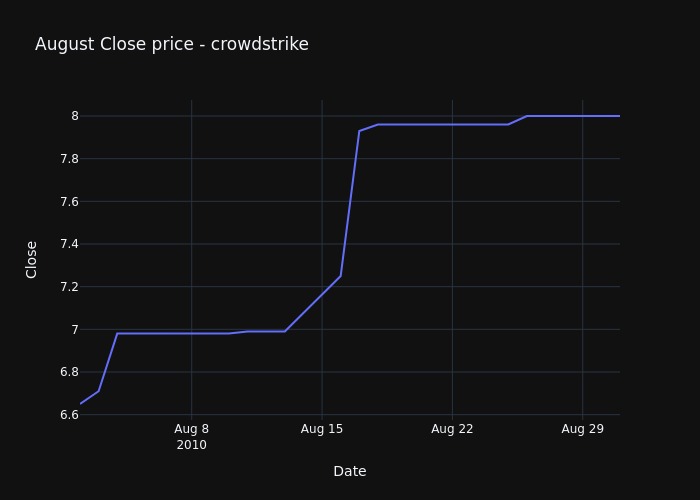 August Close price - crowdstrike
8
7.8
7.6
7.4
7.2
7
6.8
6.6
Close
Aug 8
2010
Aug 15
Aug 22
Aug 29
Date